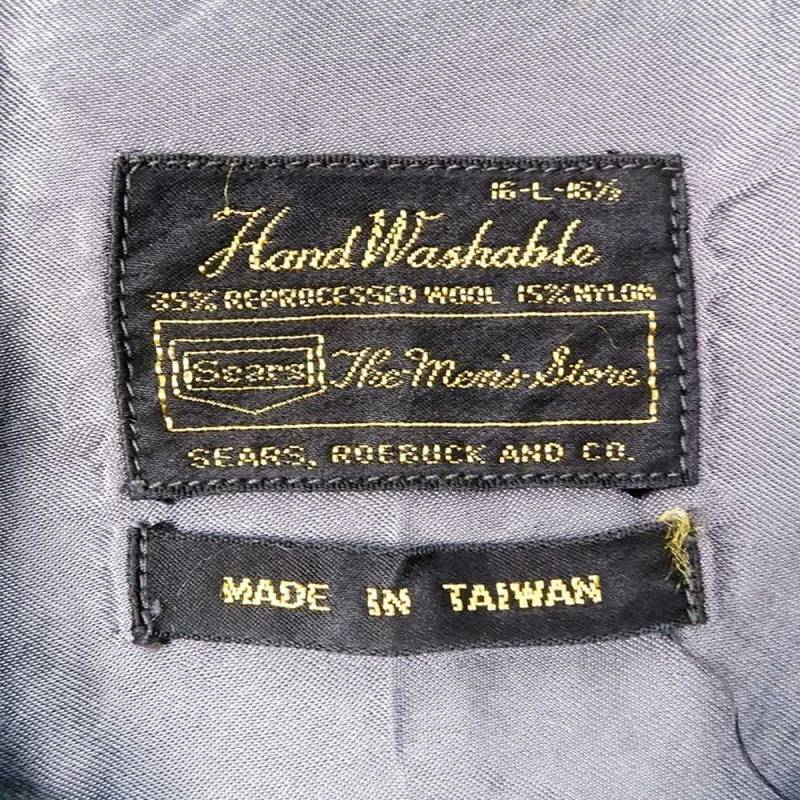 16-L-16½
Hand Washable
85% REPROCESSED WOOL 15% NYLON
Sears The Men's Store
SEARS, ROEBUCK AND CO.
MADE IN TAIWAN